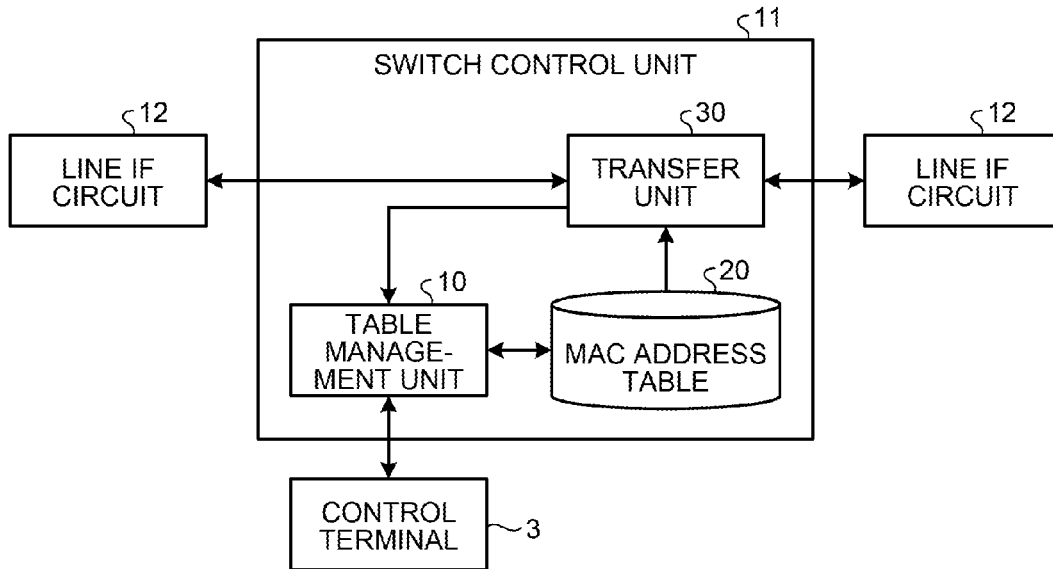 11
SWITCH CONTROL UNIT
12
LINE IF
CIRCUIT
30
TRANSFER
UNIT
12
LINE IF
CIRCUIT
10
TABLE
MANAGE-
MENT UNIT
20
MAC ADDRESS
TABLE
CONTROL
TERMINAL
3